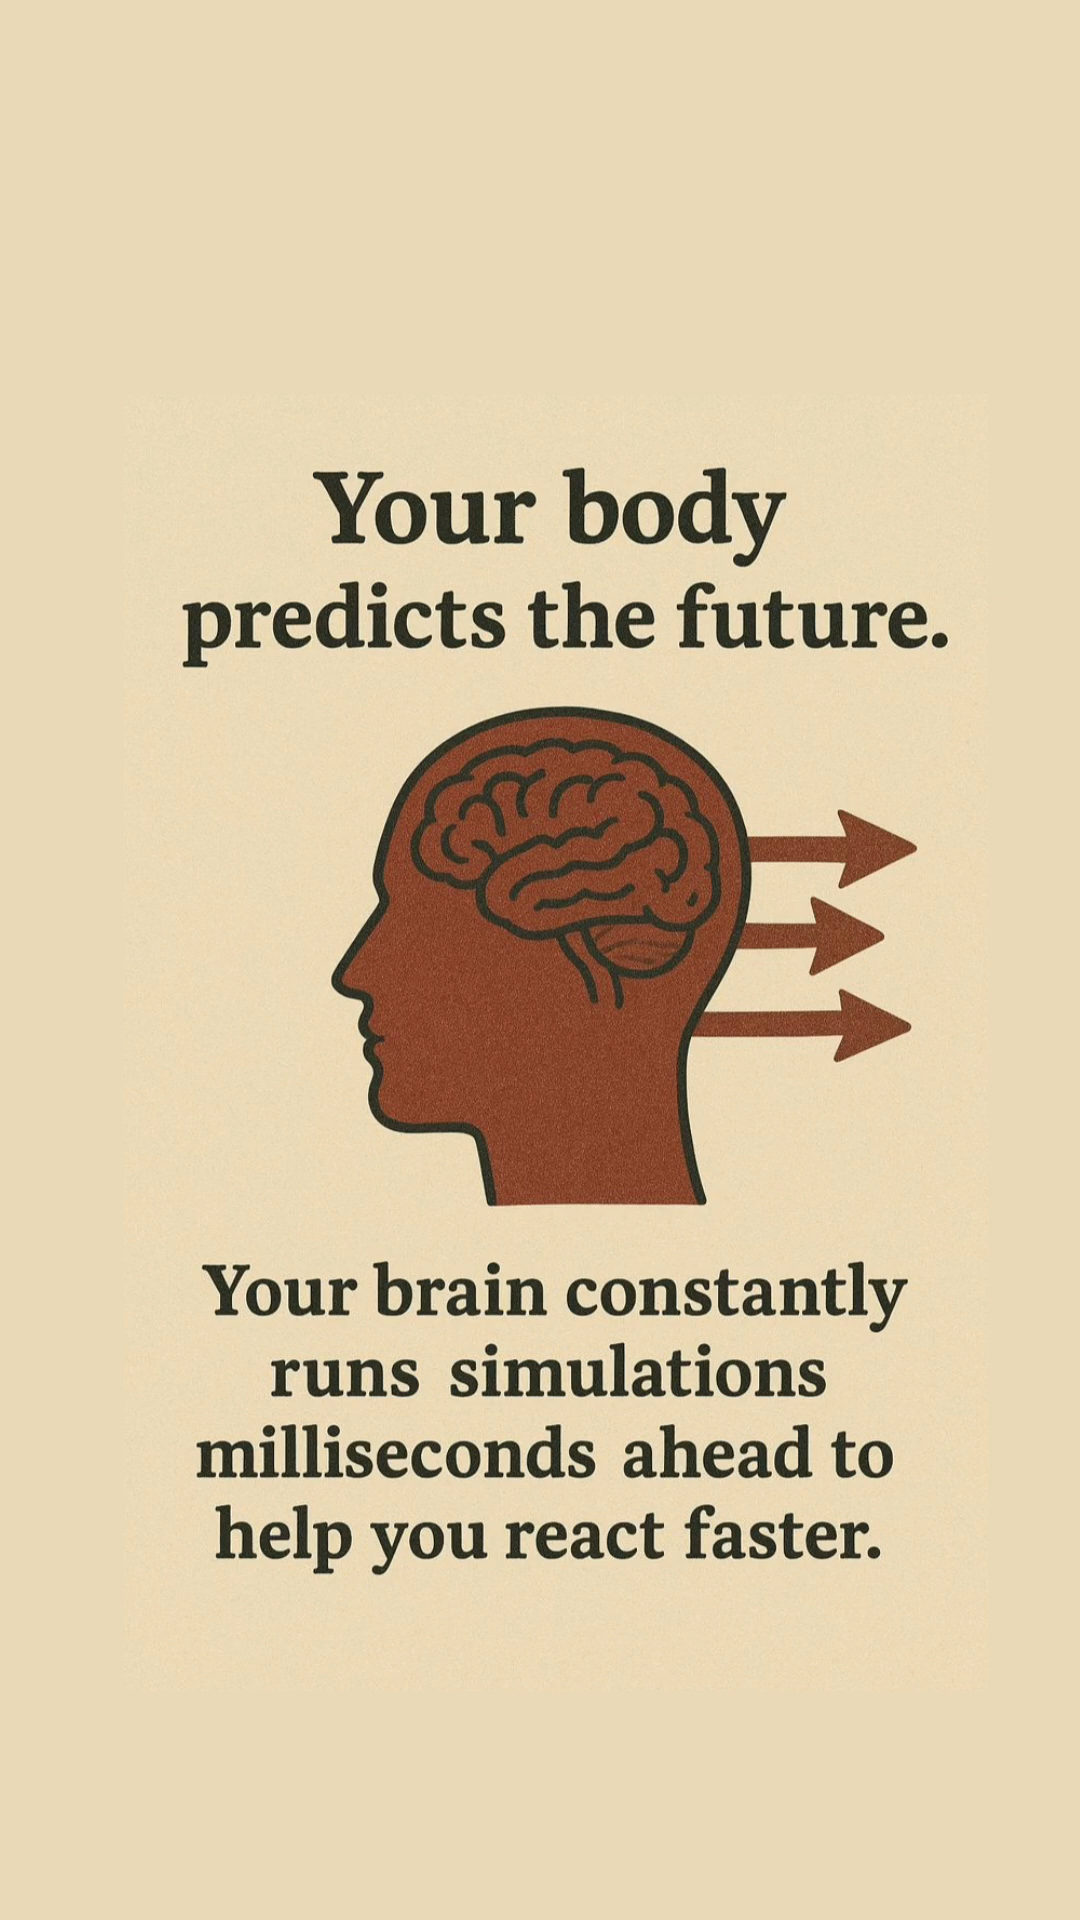 Your body
predicts the future.
Your brain constantly
runs simulations
milliseconds ahead to
help you react faster.